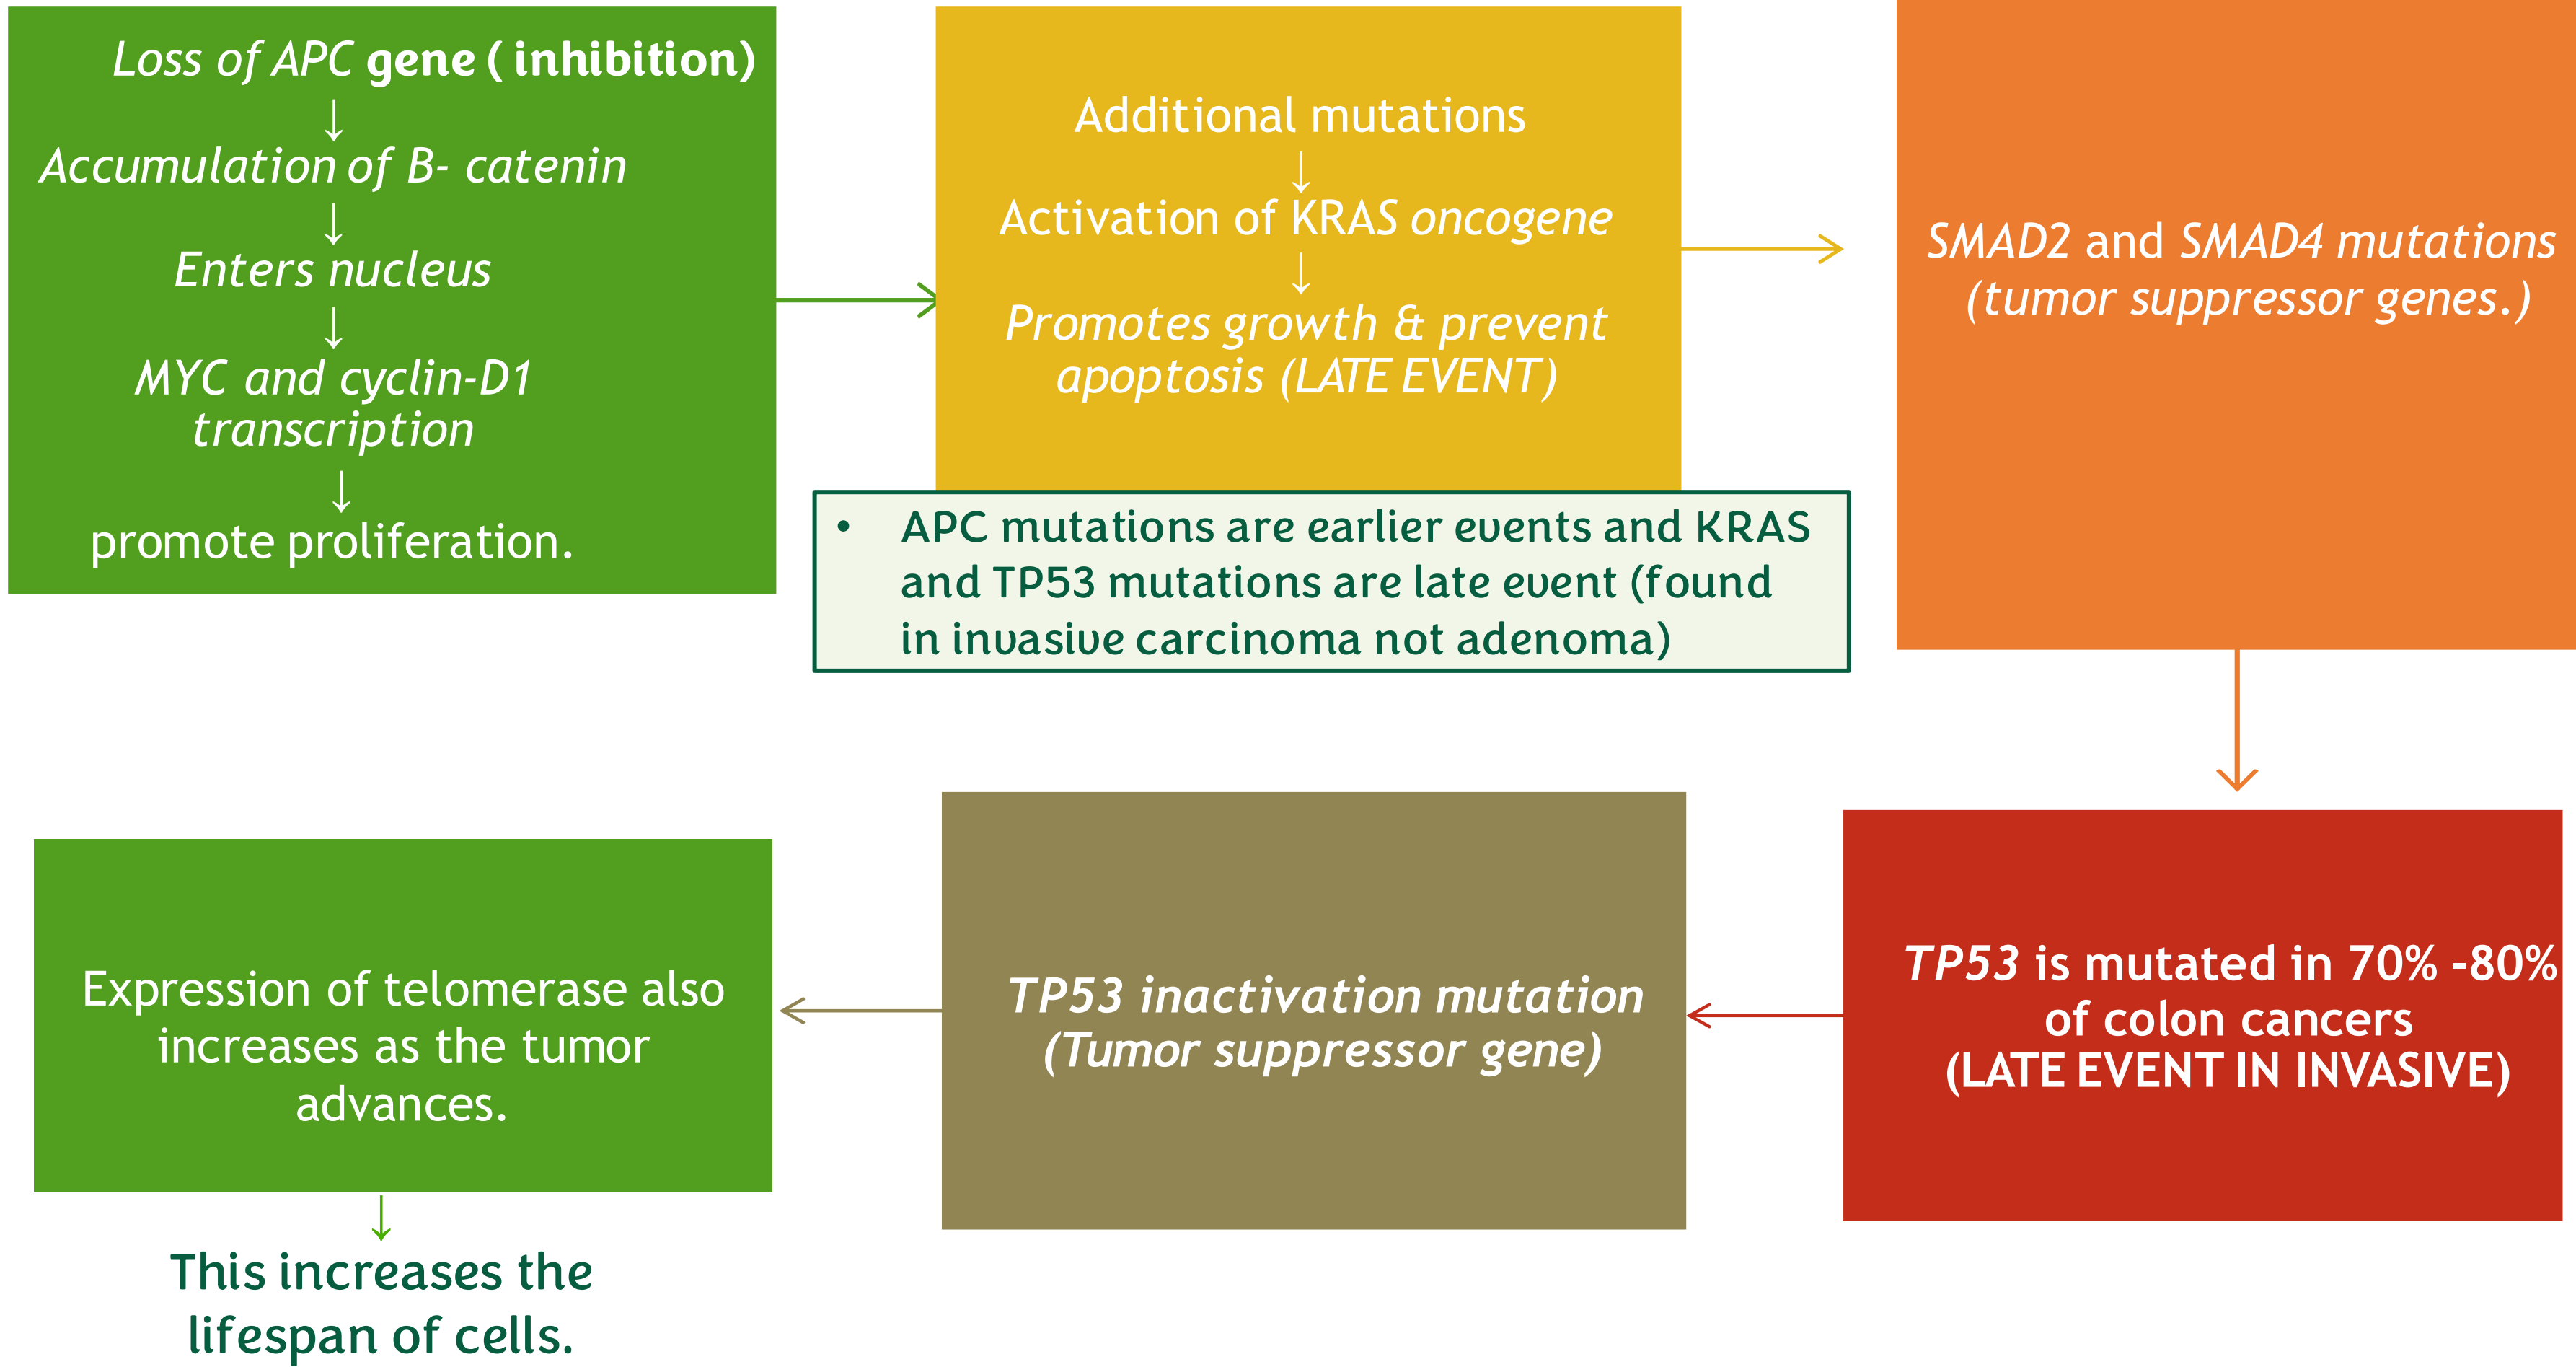 Loss of APC gene ( inhibition)
↓
Accumulation of B- catenin
↓
Enters nucleus
↓
MYC and cyclin-D1
transcription
↓
promote proliferation.
Additional mutations
↓
Activation of KRAS oncogene
↓
Promotes growth & prevent
apoptosis (LATE EVENT)
• APC mutations are earlier events and KRAS
and TP53 mutations are late event (found
in invasive carcinoma not adenoma)
SMAD2 and SMAD4 mutations
(tumor suppressor genes.)
TP53 is mutated in 70% -80%
of colon cancers
(LATE EVENT IN INVASIVE)
TP53 inactivation mutation
(Tumor suppressor gene)
Expression of telomerase also
increases as the tumor
advances.
↓
This increases the
lifespan of cells.